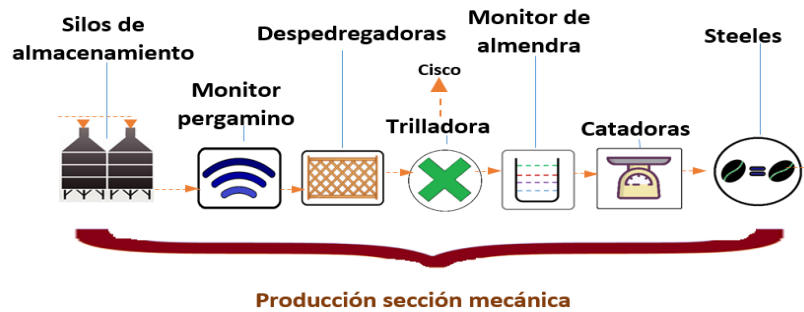 Silos de
almacenamiento
Monitor
pergamino
Despedregadoras
Cisco
Trilladora
Monitor de
almendra
Catadoras
Steeles
Producción sección mecánica